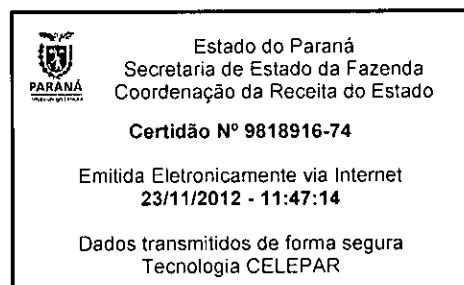 PARANÁ
Estado do Paraná
Secretaria de Estado da Fazenda
Coordenação da Receita do Estado
Certidão Nº 9818916-74
Emitida Eletronicamente via Internet
23/11/2012 - 11:47:14
Dados transmitidos de forma segura
Tecnologia CELEPAR